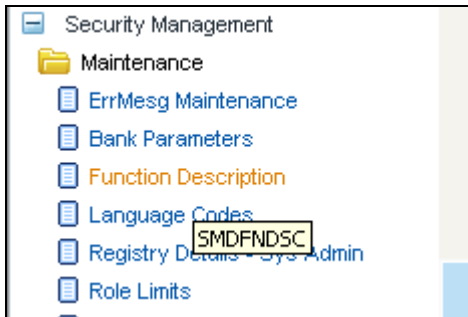 Security Management
Maintenance
ErrMesg Maintenance
Bank Parameters
Function Description
Language Codes
SMDFNDSC
Registry Details - Sys Admin
Role Limits